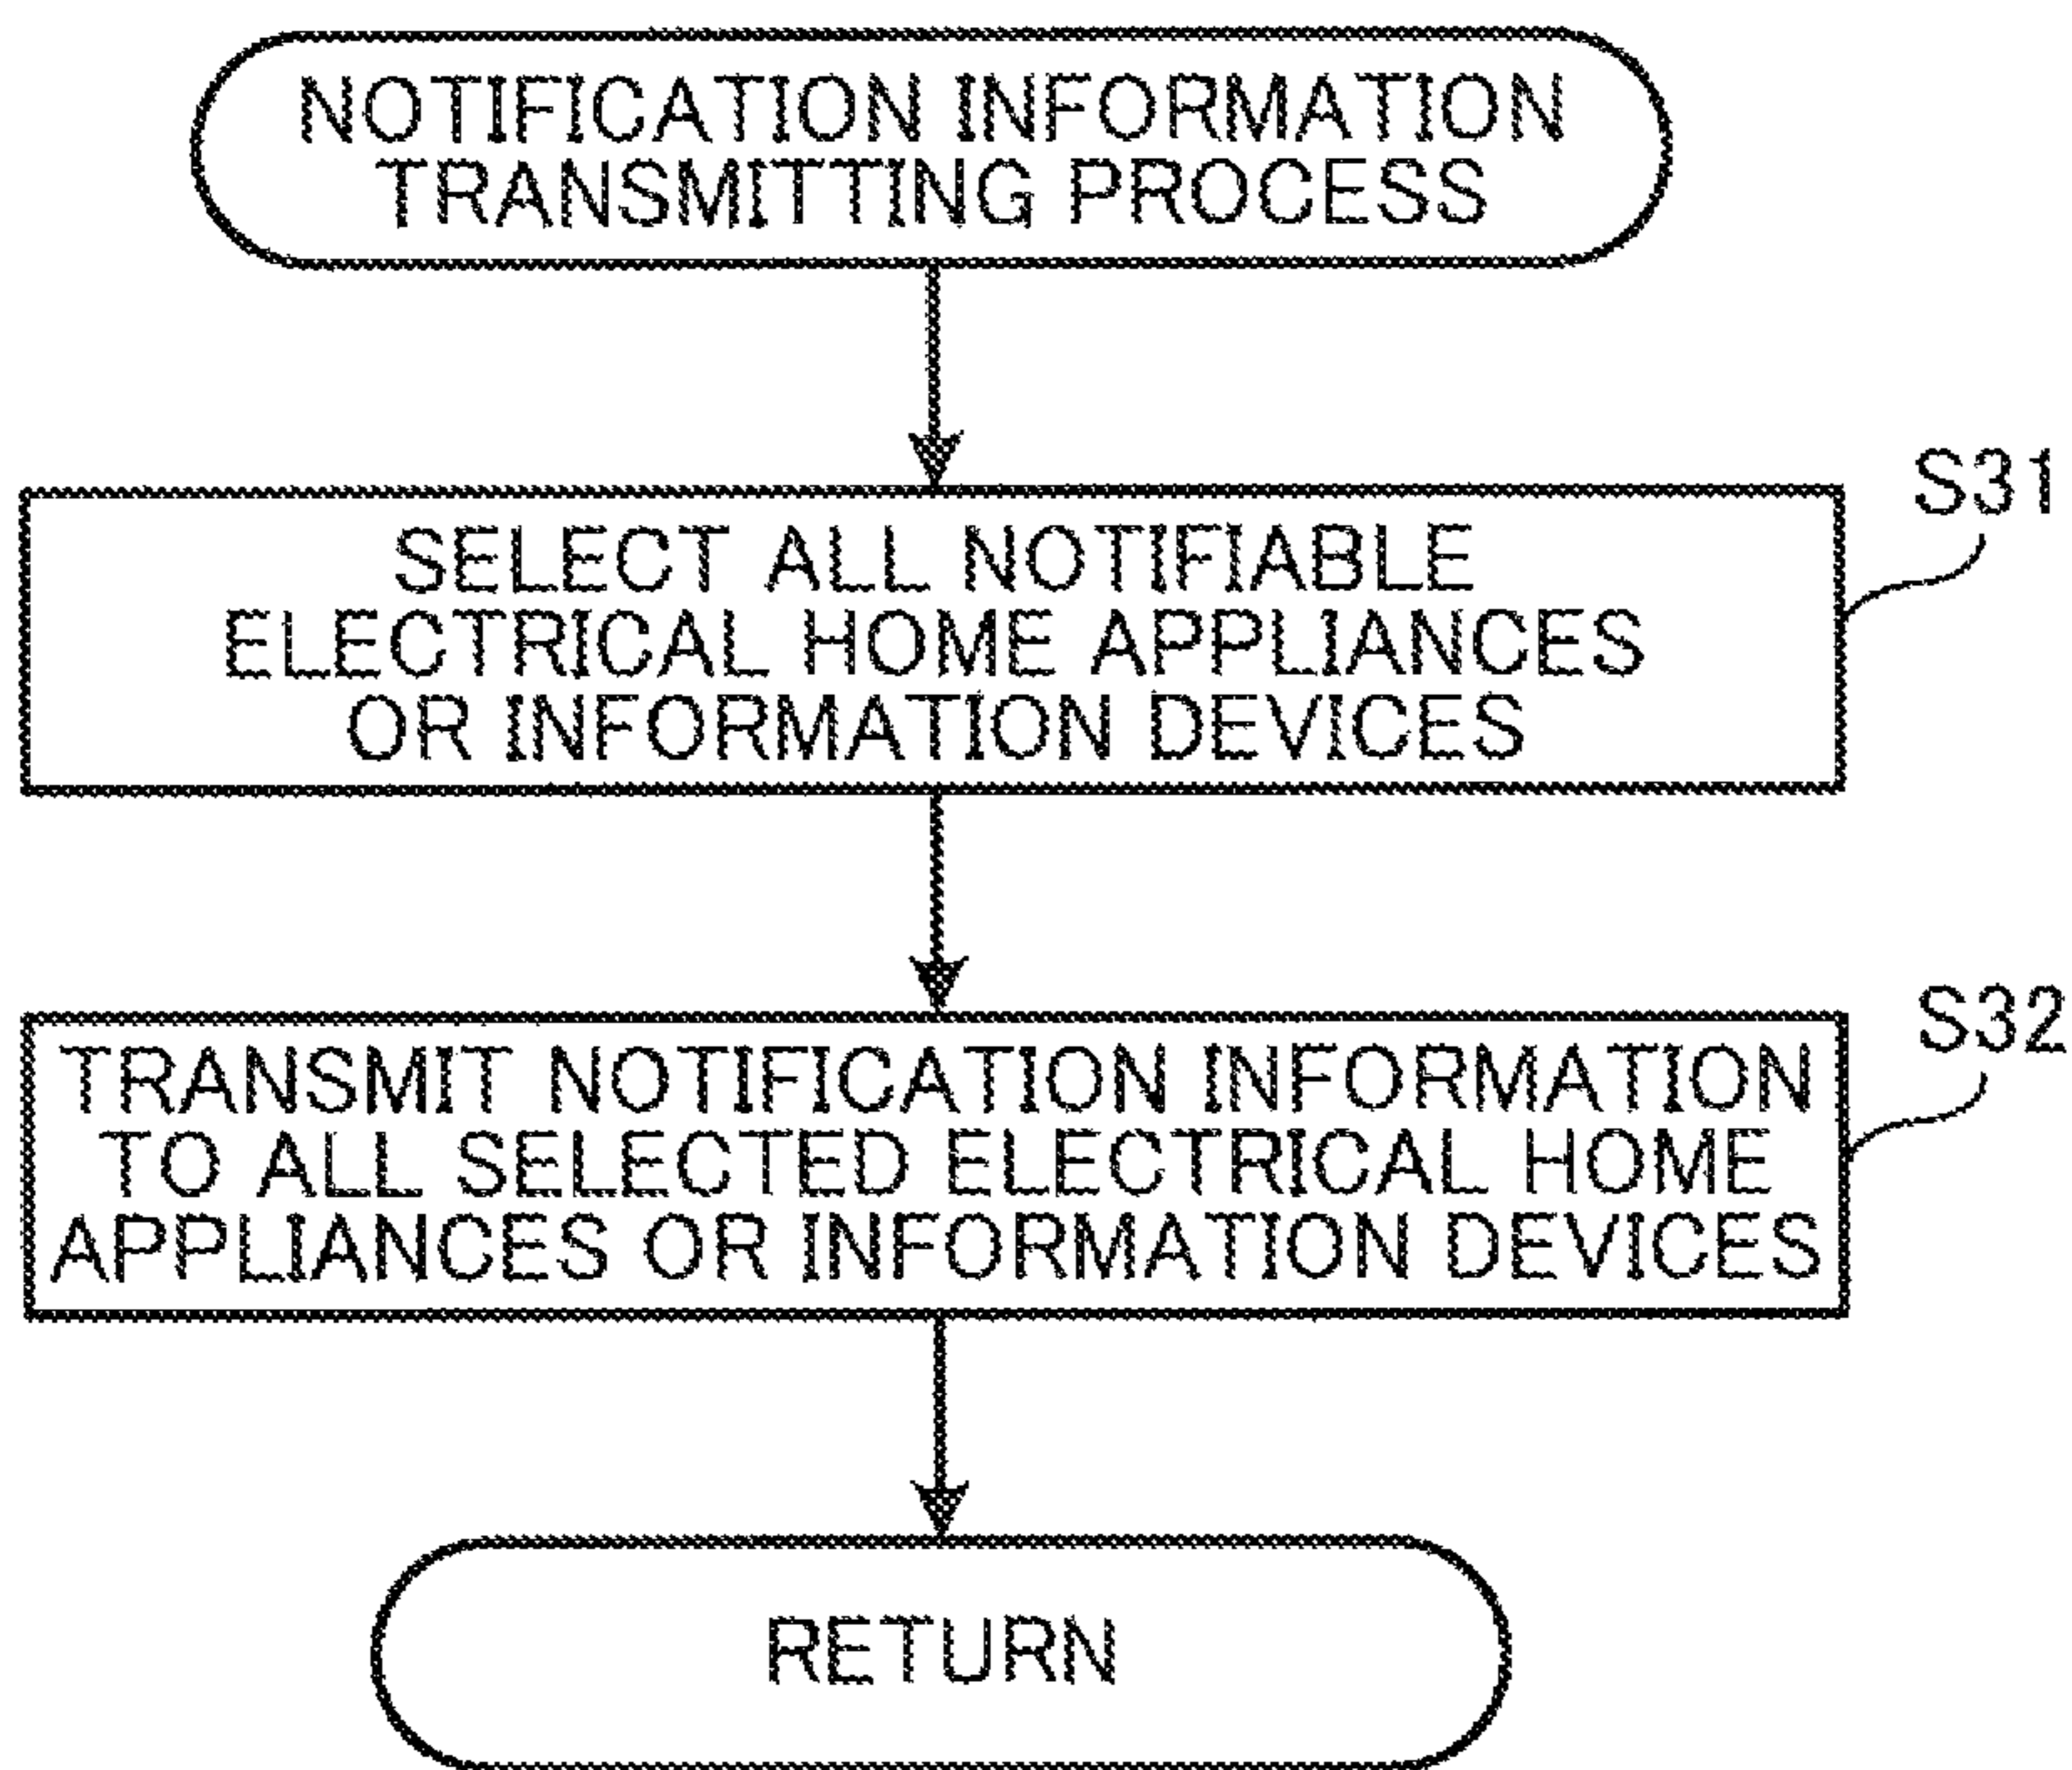 NOTIFICATION INFORMATION
TRANSMITTING PROCESS
S31
SELECT ALL NOTIFIABLE
ELECTRICAL HOME APPLIANCES
OR INFORMATION DEVICES
S32
TRANSMIT NOTIFICATION INFORMATION
TO ALL SELECTED ELECTRICAL HOME
APPLIANCES OR INFORMATION DEVICES
RETURN